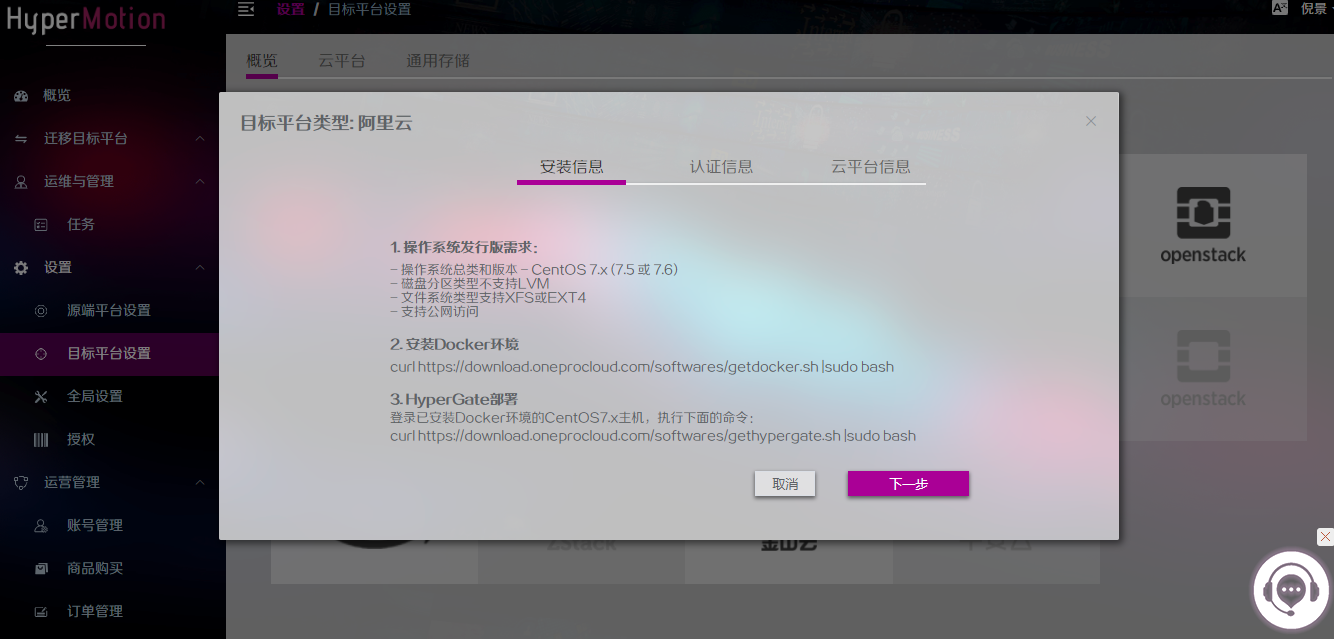 HyperMotion
设置 / 目标平台设置
倪景
概览 云平台 通用存储
概览
迁移目标平台
运维与管理
任务
设置
源端平台设置
目标平台设置
全局设置
授权
运营管理
账号管理
商品购买
订单管理
目标平台类型: 阿里云
安装信息 认证信息 云平台信息
1. 操作系统发行版需求:
- 操作系统总类和版本 - CentOS 7.x (7.5 或 7.6)
- 磁盘分区类型不支持LVM
- 文件系统类型支持XFS或EXT4
- 支持公网访问
2. 安装Docker环境
curl https://download.oneprocloud.com/softwares/getdocker.sh |sudo bash
3. HyperGate部署
登录已安装Docker环境的CentOS7.x主机，执行下面的命令:
curl https://download.oneprocloud.com/softwares/gethypergate.sh |sudo bash
取消 下一步
openstack
openstack
ZStack
金山云